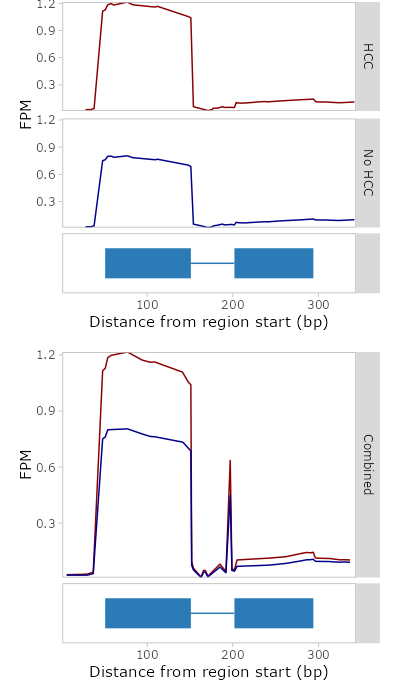 1.2
0.9
0.6
0.3
HCC
FPM
1.2
0.9
0.6
0.3
No HCC
100 200 300
Distance from region start (bp)
1.2
0.9
0.6
0.3
FPM
Combined
100 200 300
Distance from region start (bp)